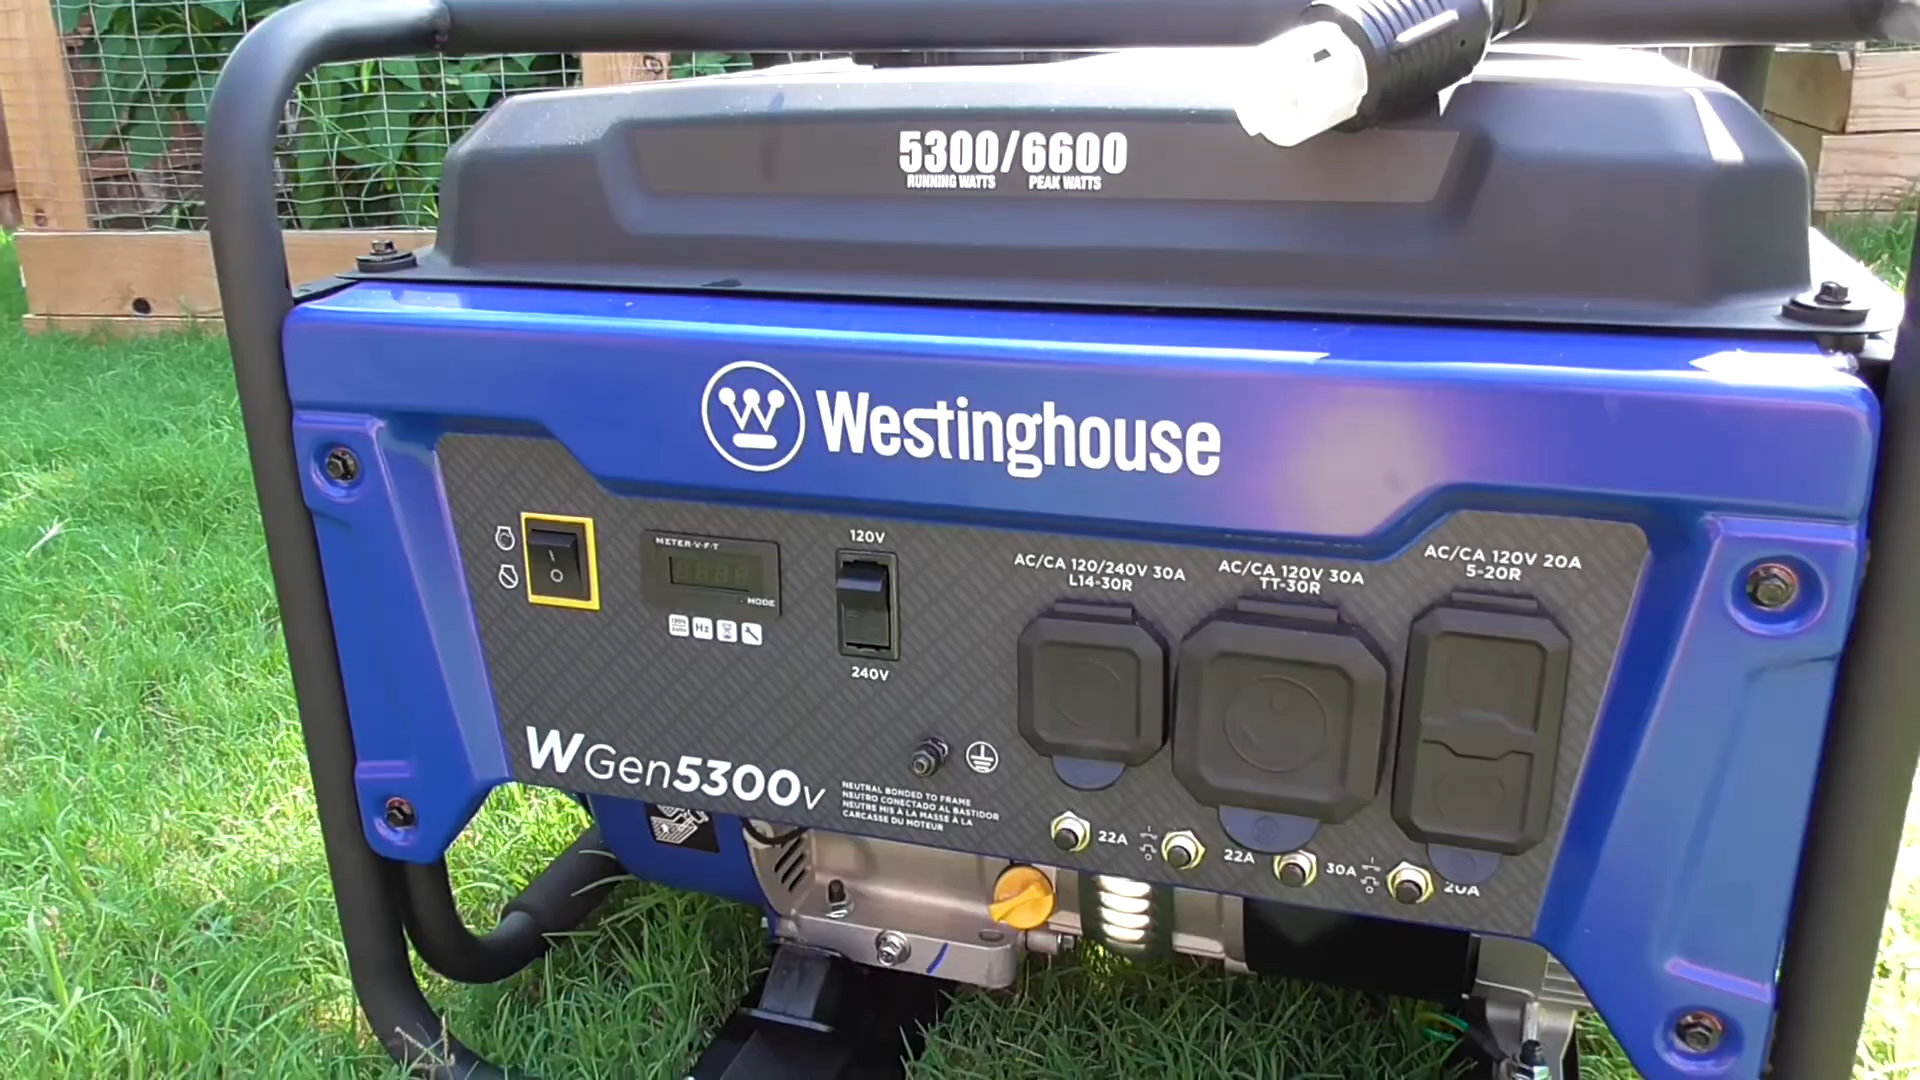 5300/6600
RUNNING WATTS PEAK WATTS
W Westinghouse
METER-V-F-T
MODE
Hz
120V
240V
AC/CA 120/240V 30A
L14-30R
AC/CA 120V 30A
TT-30R
AC/CA 120V 20A
5-20R
WGen5300v
NEUTRAL BONDED TO FRAME
NEUTRO CONECTADO AL BASTIDOR
NEUTRE MIS A LA MASSE À LA
CARCASSE DU MOTEUR
22A
22A
30A
20A